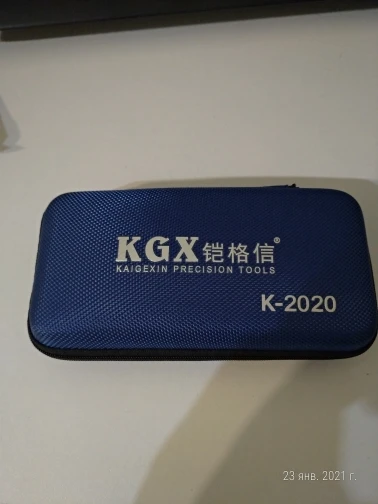 KGX铠格信®
KAIGEXIN PRECISION TOOLS
K-2020
23 янв. 2021 г.